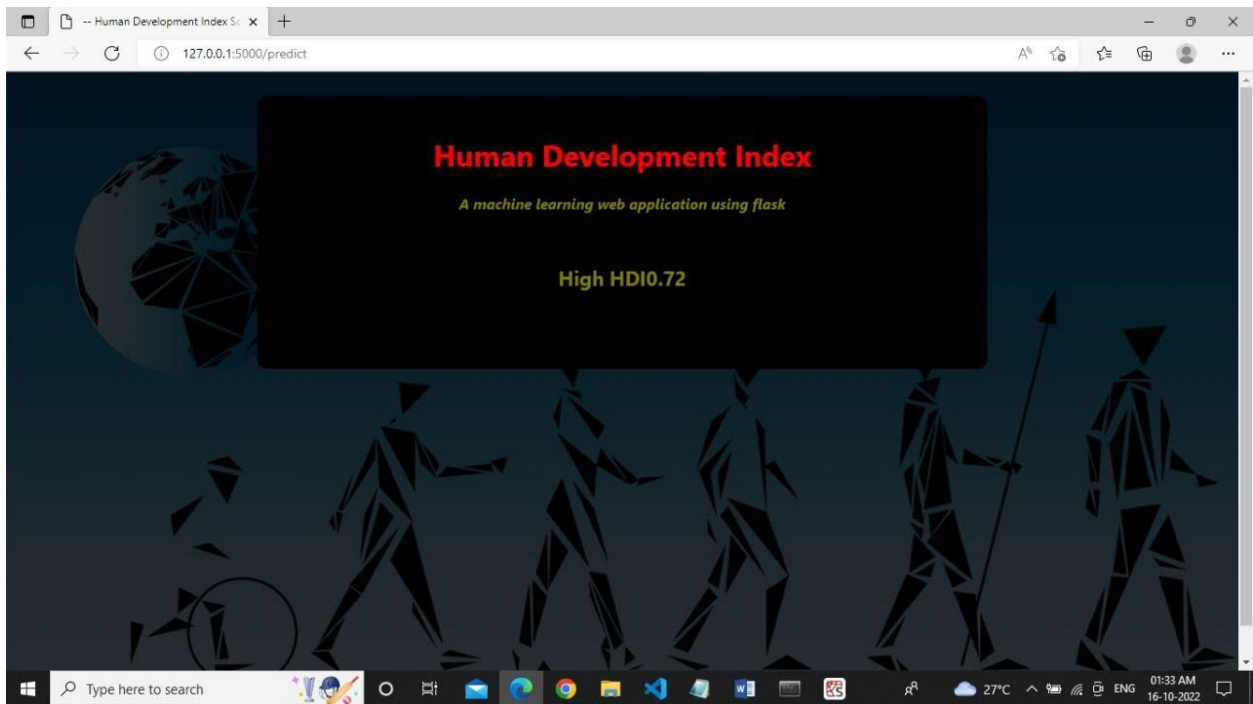 -- Human Development Index Sc
127.0.0.1:5000/predict
Human Development Index
A machine learning web application using flask
High HDI0.72
Type here to search
27°C
ENG
01:33 AM
16-10-2022